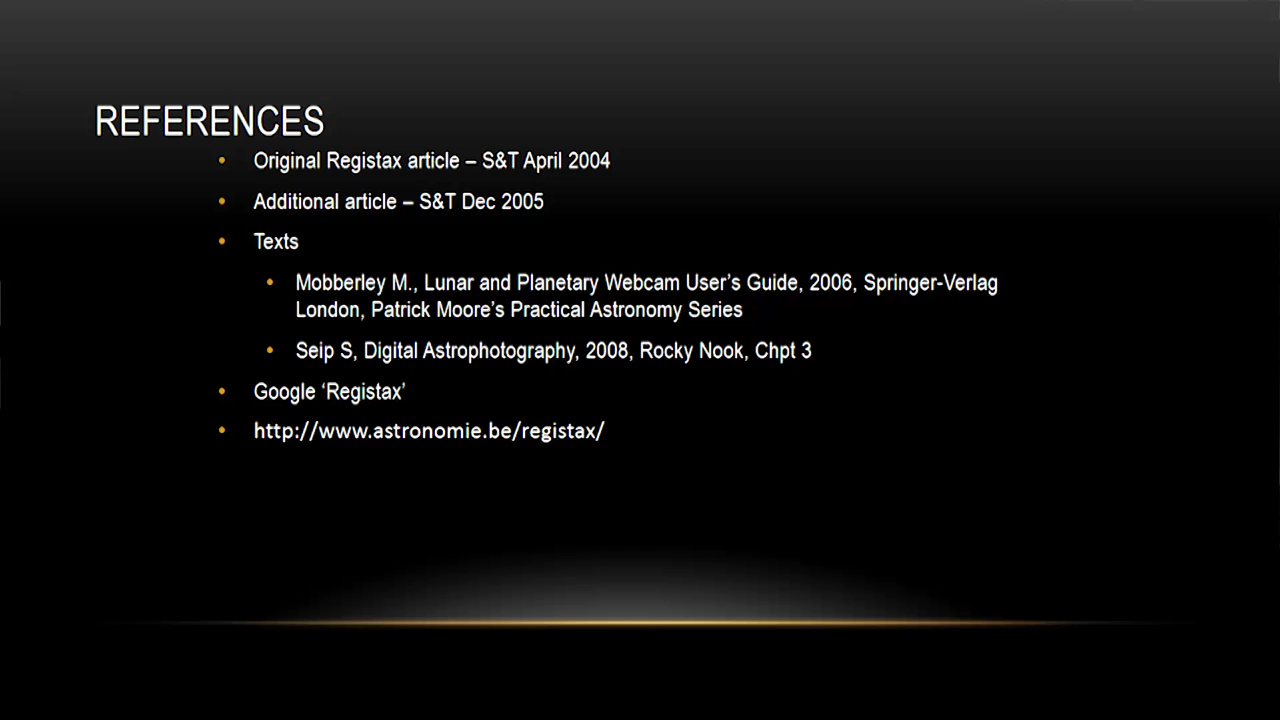 REFERENCES
• Original Registax article – S&T April 2004
• Additional article – S&T Dec 2005
• Texts
• Mobberley M., Lunar and Planetary Webcam User’s Guide, 2006, Springer-Verlag
London, Patrick Moore’s Practical Astronomy Series
• Seip S, Digital Astrophotography, 2008, Rocky Nook, Chpt 3
• Google ‘Registax’
• http://www.astronomie.be/registax/